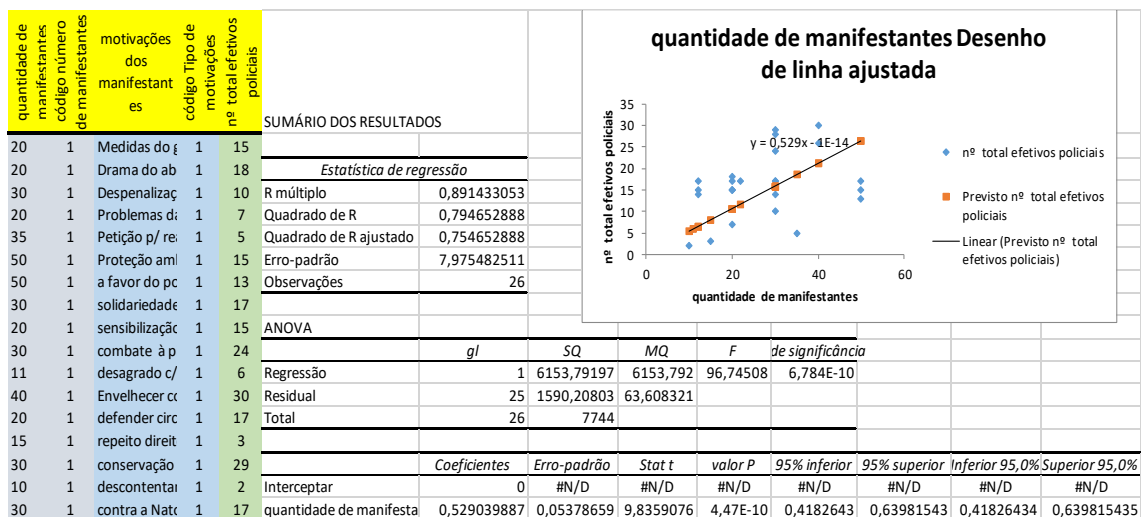 quantidade de manifestantes
código número de manifestantes
motivações dos manifestantes
código Tipo de motivações
nº total efetivos policiais
SUMÁRIO DOS RESULTADOS
20 1 Medidas do g 1 15
20 1 Drama do ab 1 18 Estatística de regressão
30 1 Despenalizaç 1 10 R múltiplo 0,891433053
20 1 Problemas da 1 7 Quadrado de R 0,794652888
35 1 Petição p/ rea 1 5 Quadrado de R ajustado 0,754652888
50 1 Proteção aml 1 15 Erro-padrão 7,975482511
50 1 a favor do po 1 13 Observações 26
30 1 solidariedade 1 17
20 1 sensibilização 1 15 ANOVA
30 1 combate à p 1 24 gl SQ MQ F de significância
11 1 desagrado c/ 1 6 Regressão 1 6153,79197 6153,792 96,74508 6,784E-10
40 1 Envelhecer co 1 30 Residual 25 1590,20803 63,608321
20 1 defender circ 1 17 Total 26 7744
15 1 repeito direit 1 3
30 1 conservação 1 29 Coeficientes Erro-padrão Stat t valor P 95% inferior 95% superior Inferior 95,0% Superior 95,0%
10 1 descontentar 1 2 Interceptar 0 #N/D #N/D #N/D #N/D #N/D #N/D #N/D
30 1 contra a Nato 1 17 quantidade de manifesta 0,529039887 0,05378659 9,8359076 4,47E-10 0,4182643 0,63981543 0,41826434 0,639815435
quantidade de manifestantes Desenho
de linha ajustada
nº total efetivos policiais
35
30
25
20
15
10
5
0
y = 0,529x - 1E-14
0 20 40 60
quantidade de manifestantes
nº total efetivos policiais
Previsto nº total efetivos
policiais
Linear (Previsto nº total
efetivos policiais)